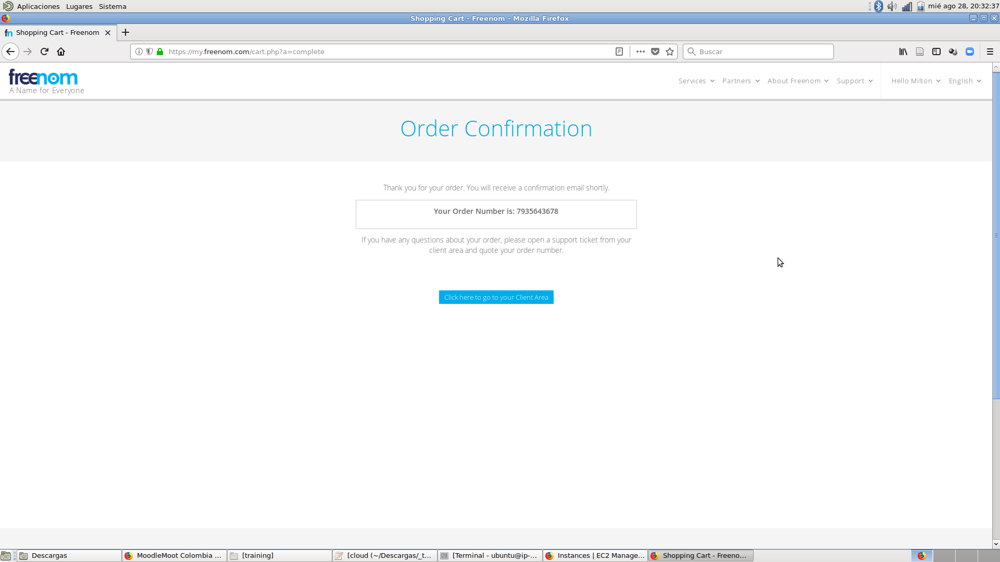 Aplicaciones Lugares Sistema
mié ago 28, 20:32:37
Shopping Cart - Freenom - Mozilla Firefox
fn Shopping Cart - Freenom
https://my.freenom.com/cart.php?a=complete
Buscar
freenom
A Name for Everyone
Services Partners About Freenom Support Hello Milton English
Order Confirmation
Thank you for your order. You will receive a confirmation email shortly.
Your Order Number is: 7935643678
If you have any questions about your order, please open a support ticket from your
client area and quote your order number.
Click here to go to your Client Area
Descargas
MoodleMoot Colombia ...
[training]
[cloud (~/Descargas/_t...
[Terminal - ubuntu@ip-...
Instances | EC2 Manage...
Shopping Cart - Freeno...